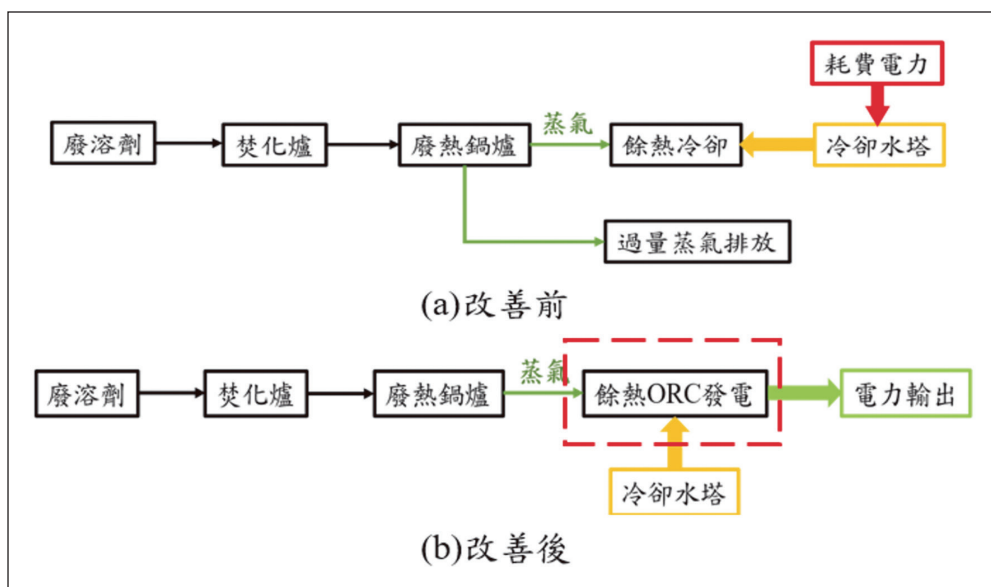 耗費電力
蒸氣
廢溶劑
焚化爐
廢熱鍋爐
餘熱冷卻
冷卻水塔
過量蒸氣排放
(a)改善前
蒸氣
廢溶劑
焚化爐
廢熱鍋爐
餘熱ORC發電
電力輸出
冷卻水塔
(b)改善後